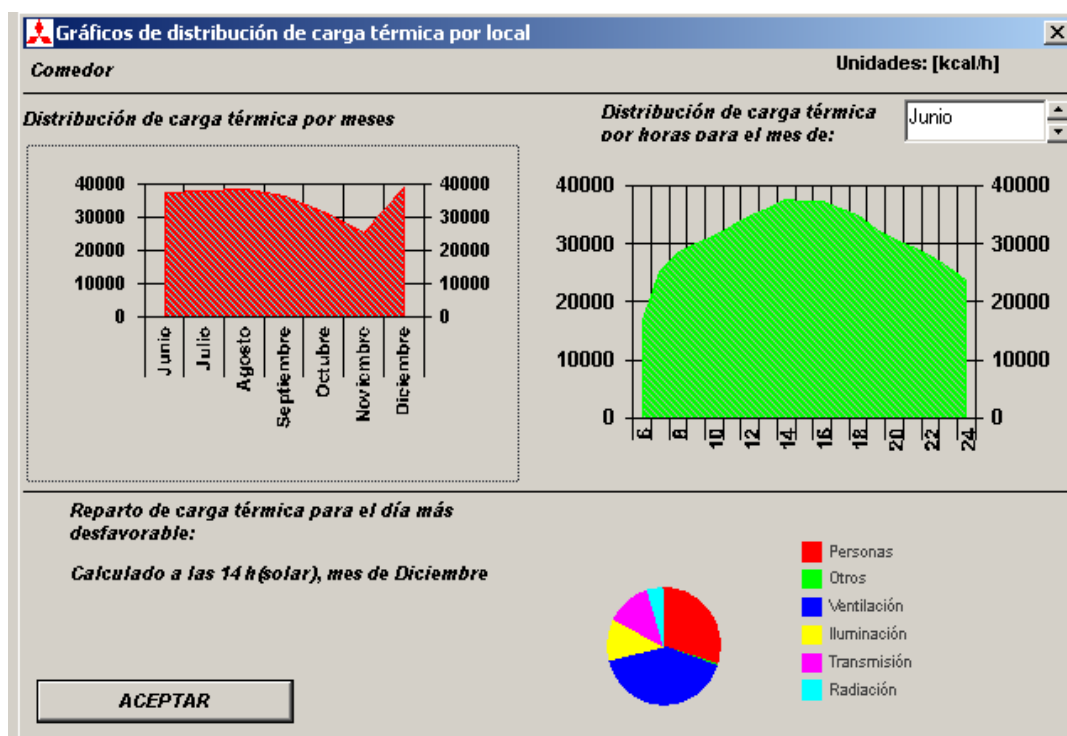 Gráficos de distribución de carga térmica por local
Comedor
Unidades: [kcal/h]
Distribución de carga térmica por meses
40000
30000
20000
10000
0
40000
30000
20000
10000
0
Junio
Julio
Agosto
Septiembre
Octubre
Noviembre
Diciembre
Distribución de carga térmica
por horas para el mes de:
Junio
40000
30000
20000
10000
0
40000
30000
20000
10000
0
6
8
10
12
14
16
18
20
22
24
Reparto de carga térmica para el día más
desfavorable:
Calculado a las 14 h(solar), mes de Diciembre
Personas
Otros
Ventilación
Iluminación
Transmisión
Radiación
ACEPTAR